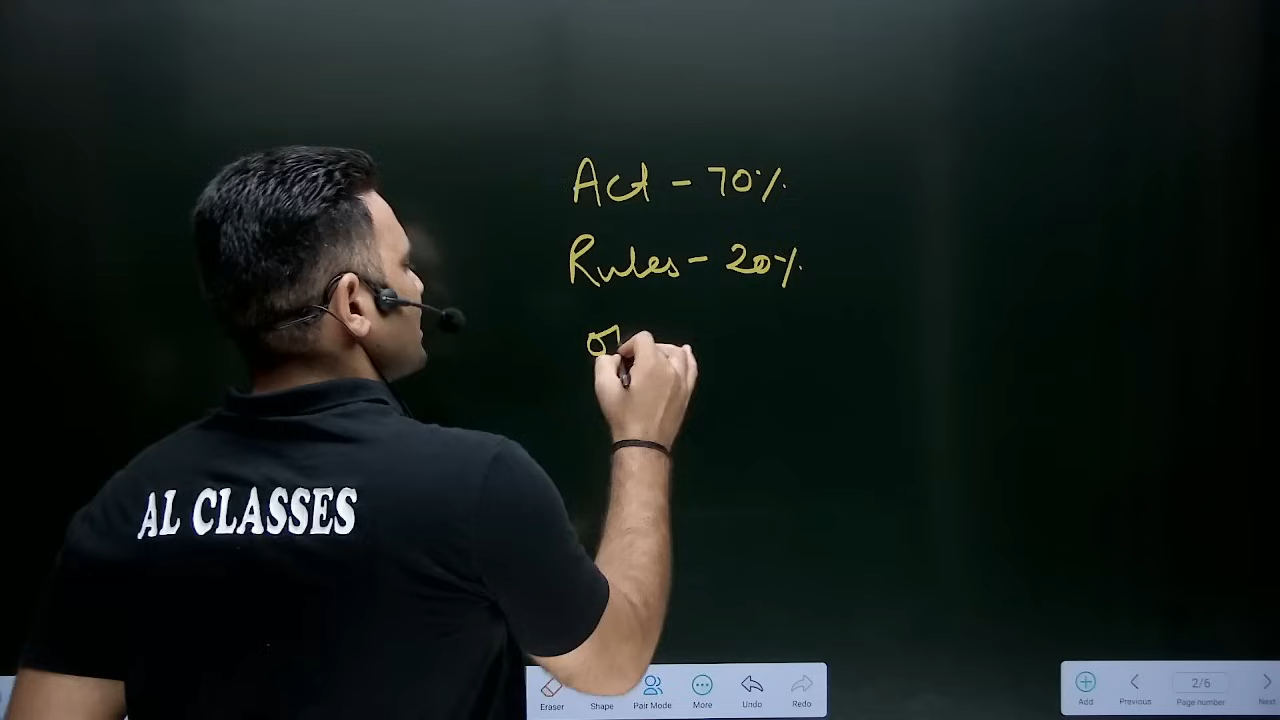 Act - 70%
Rules - 20%
AL CLASSES
Eraser
Shape
Pair Mode
More
Undo
Redo
Add
Previous
2/6
Page number
Next